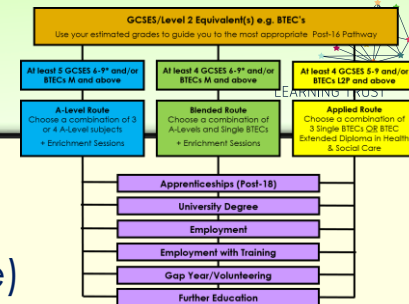 GCSES/Level 2 Equivalent(s) e.g. BTEC's
Use your estimated grades to guide you to the most appropriate Post-16 Pathway
At least 5 GCSES 6-9* and/or
BTECs M and above
At least 4 GCSES 6-9* and/or
BTECs M and above
At least 4 GCSES 5-9 and/or
BTECs L2P and above
LEARNING TRUST
A-Level Route
Choose a combination of 3
or 4 A-Level subjects
+ Enrichment Sessions
Blended Route
Choose a combination of
A-Levels and Single BTECs
+ Enrichment Sessions
Applied Route
Choose a combination of
3 Single BTECs OR BTEC
Extended Diploma in Health
& Social Care
Apprenticeships (Post-18)
University Degree
Employment
Employment with Training
Gap Year/Volunteering
Further Education
e)